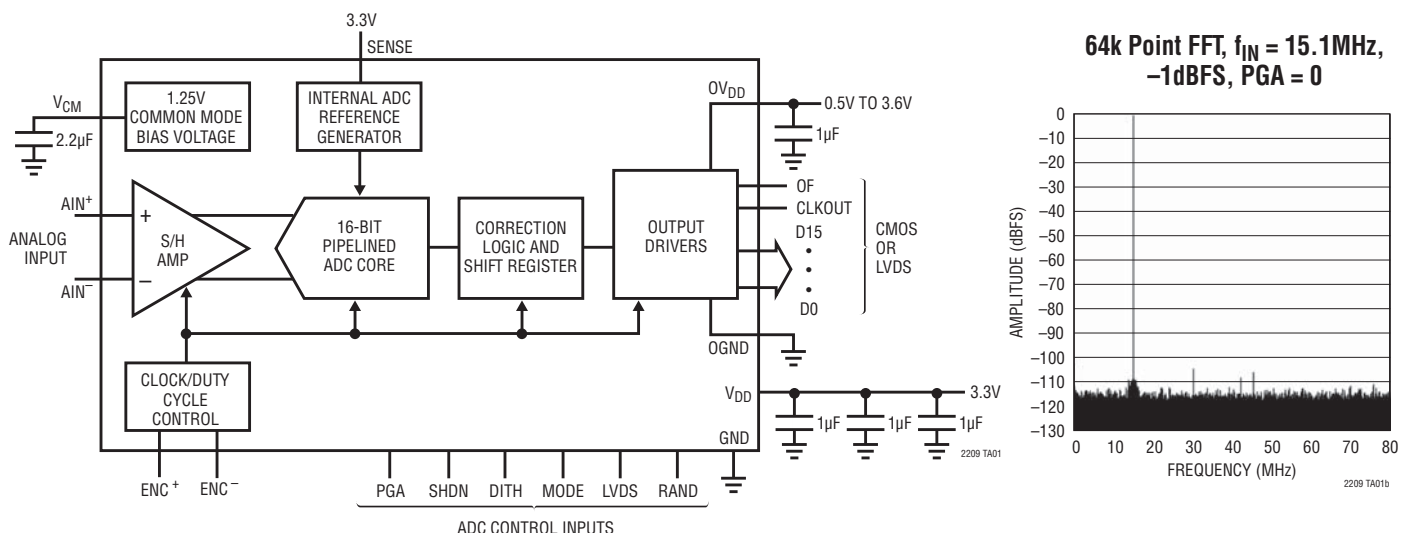 3.3V
SENSE
1.25V
COMMON MODE
BIAS VOLTAGE
INTERNAL ADC
REFERENCE
GENERATOR
VCM
2.2µF
OVDD
0.5V TO 3.6V
1µF
AIN+
ANALOG
INPUT
AIN−
+
−
S/H
AMP
16-BIT
PIPELINED
ADC CORE
CORRECTION
LOGIC AND
SHIFT REGISTER
OUTPUT
DRIVERS
OF
CLKOUT
D15
•
•
•
D0
CMOS
OR
LVDS
OGND
CLOCK/DUTY
CYCLE
CONTROL
VDD
3.3V
1µF
1µF
1µF
GND
2209 TA01
ENC+
ENC−
PGA
SHDN
DITH
MODE
LVDS
RAND
ADC CONTROL INPUTS
64k Point FFT, fIN = 15.1MHz,
–1dBFS, PGA = 0
AMPLITUDE (dBFS)
0
–10
–20
–30
–40
–50
–60
–70
–80
–90
–100
–110
–120
–130
0 10 20 30 40 50 60 70 80
FREQUENCY (MHz)
2209 TA01b